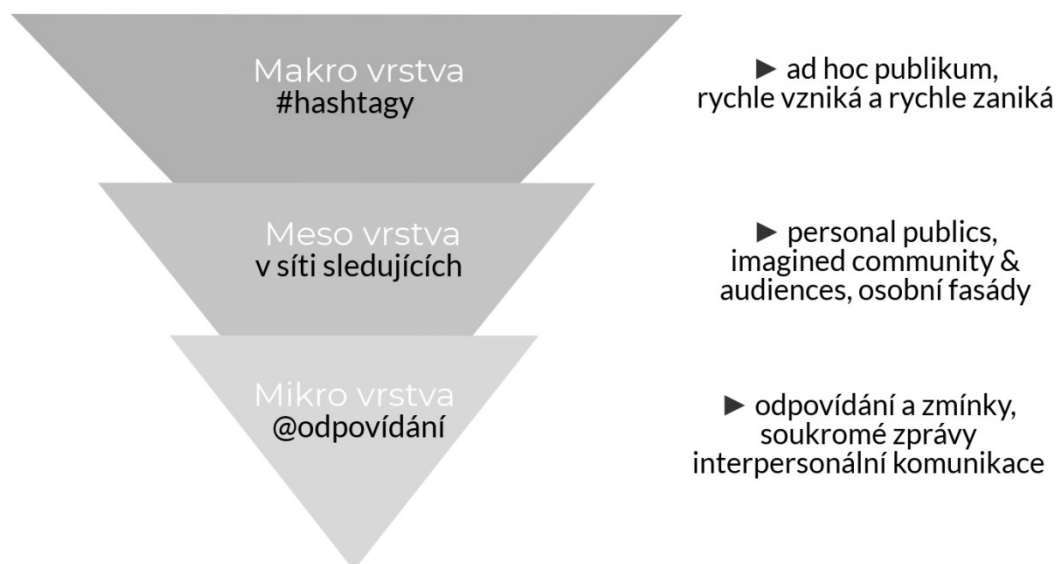 Makro vrstva
#hashtagy
► ad hoc publikum,
rychle vzniká a rychle zaniká
Meso vrstva
v síti sledujících
► personal publics,
imagined community &
audiences, osobní fasády
Mikro vrstva
@odpovídání
► odpovídání a zmínky,
soukromé zprávy
interpersonální komunikace